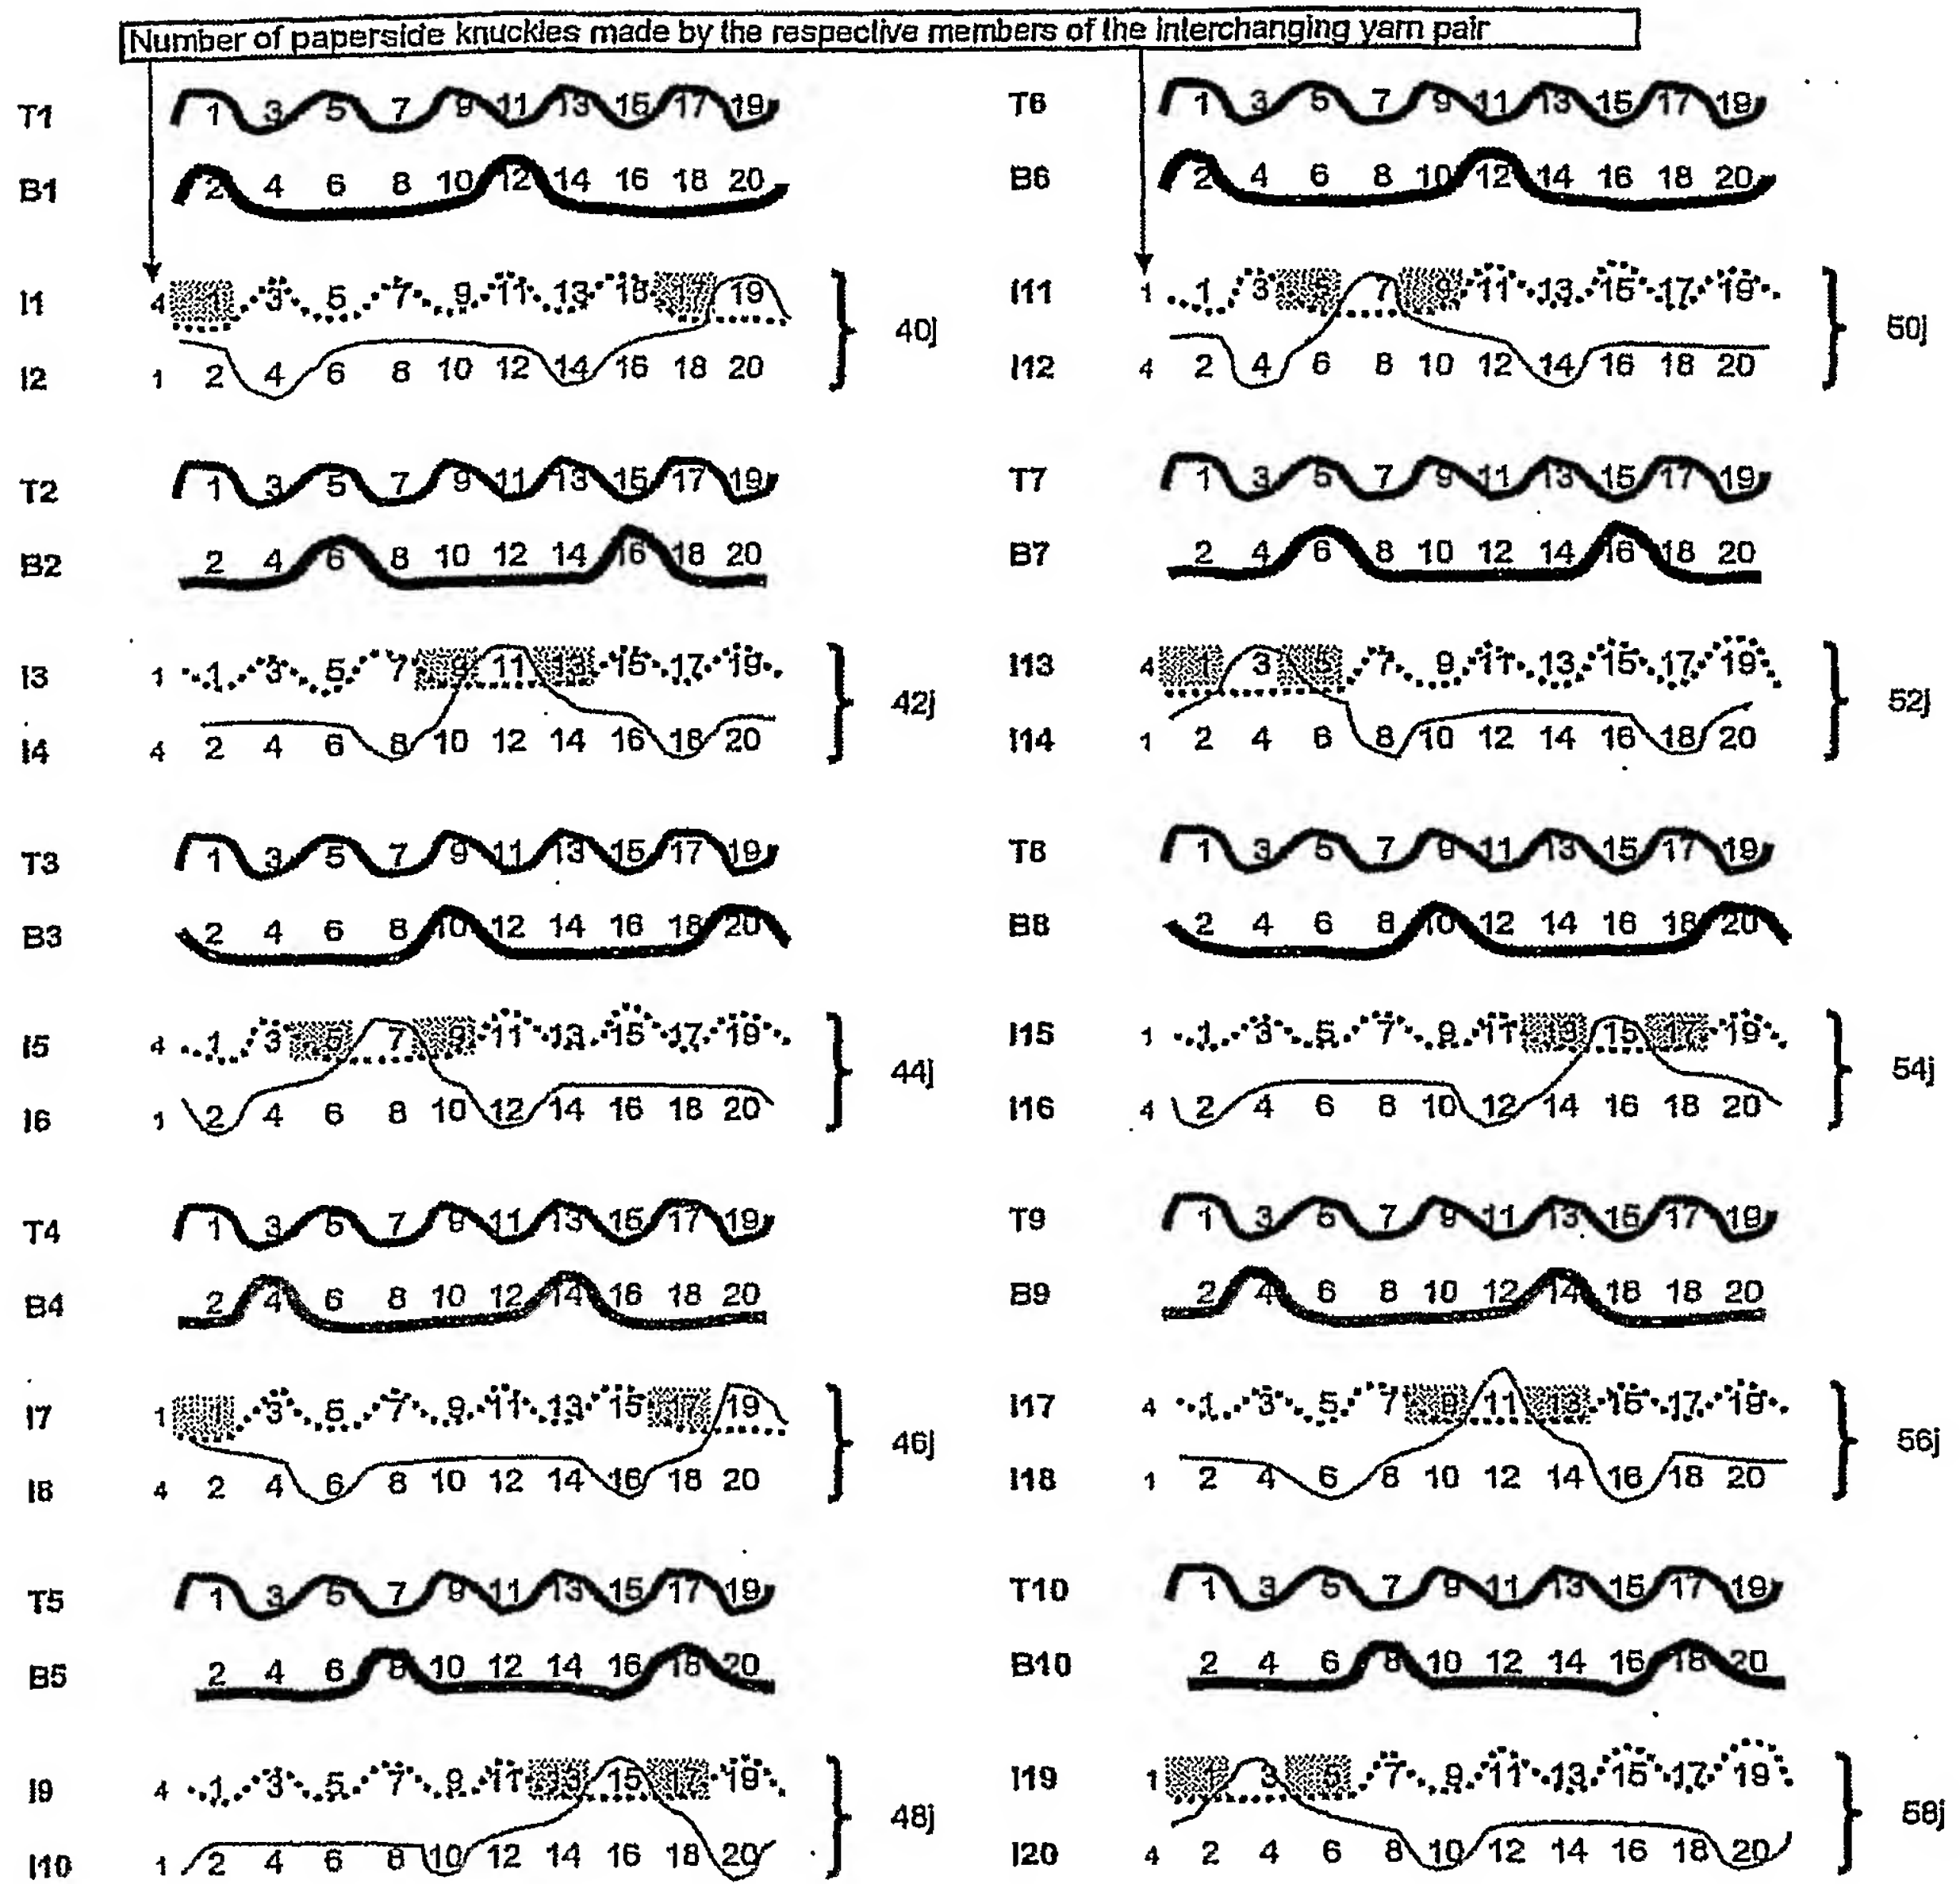 Number of paperside knuckles made by the respective members of the interchanging yarn pair
T1 1 3 5 7 9 11 13 15 17 19
B1 2 4 6 8 10 12 14 16 18 20
I1 4 1 3 5 7 9 11 13 15 17 19
40j
I2 1 2 4 6 8 10 12 14 16 18 20
T2 1 3 5 7 9 11 13 15 17 19
B2 2 4 6 8 10 12 14 16 18 20
I3 1 1 3 5 7 9 11 13 15 17 19
42j
I4 4 2 4 6 8 10 12 14 16 18 20
T3 1 3 5 7 9 11 13 15 17 19
B3 2 4 6 8 10 12 14 16 18 20
I5 4 1 3 5 7 9 11 13 15 17 19
44j
I6 1 2 4 6 8 10 12 14 16 18 20
T4 1 3 5 7 9 11 13 15 17 19
B4 2 4 6 8 10 12 14 16 18 20
I7 1 1 3 5 7 9 11 13 15 17 19
46j
I8 4 2 4 6 8 10 12 14 16 18 20
T5 1 3 5 7 9 11 13 15 17 19
B5 2 4 6 8 10 12 14 16 18 20
I9 4 1 3 5 7 9 11 13 15 17 19
48j
I10 1 2 4 6 8 10 12 14 16 18 20
T6 1 3 5 7 9 11 13 15 17 19
B6 2 4 6 8 10 12 14 16 18 20
I11 1 1 3 5 7 9 11 13 15 17 19
50j
I12 4 2 4 6 8 10 12 14 16 18 20
T7 1 3 5 7 9 11 13 15 17 19
B7 2 4 6 8 10 12 14 16 18 20
I13 4 1 3 5 7 9 11 13 15 17 19
52j
I14 1 2 4 6 8 10 12 14 16 18 20
T8 1 3 5 7 9 11 13 15 17 19
B8 2 4 6 8 10 12 14 16 18 20
I15 1 1 3 5 7 9 11 13 15 17 19
54j
I16 4 2 4 6 8 10 12 14 16 18 20
T9 1 3 5 7 9 11 13 15 17 19
B9 2 4 6 8 10 12 14 18 18 20
I17 4 1 3 5 7 9 11 13 15 17 19
56j
I18 1 2 4 6 8 10 12 14 16 18 20
T10 1 3 5 7 9 11 13 15 17 19
B10 2 4 6 8 10 12 14 16 18 20
I19 1 1 3 5 7 9 11 13 15 17 19
58j
I20 4 2 4 6 8 10 12 14 16 18 20